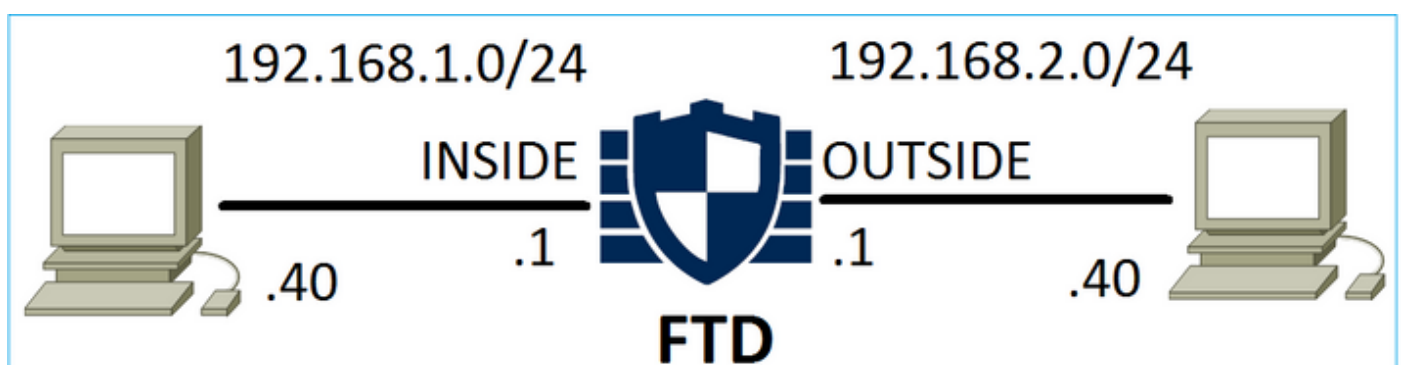 192.168.1.0/24
192.168.2.0/24
INSIDE
OUTSIDE
.40
.1
.1
.40
FTD